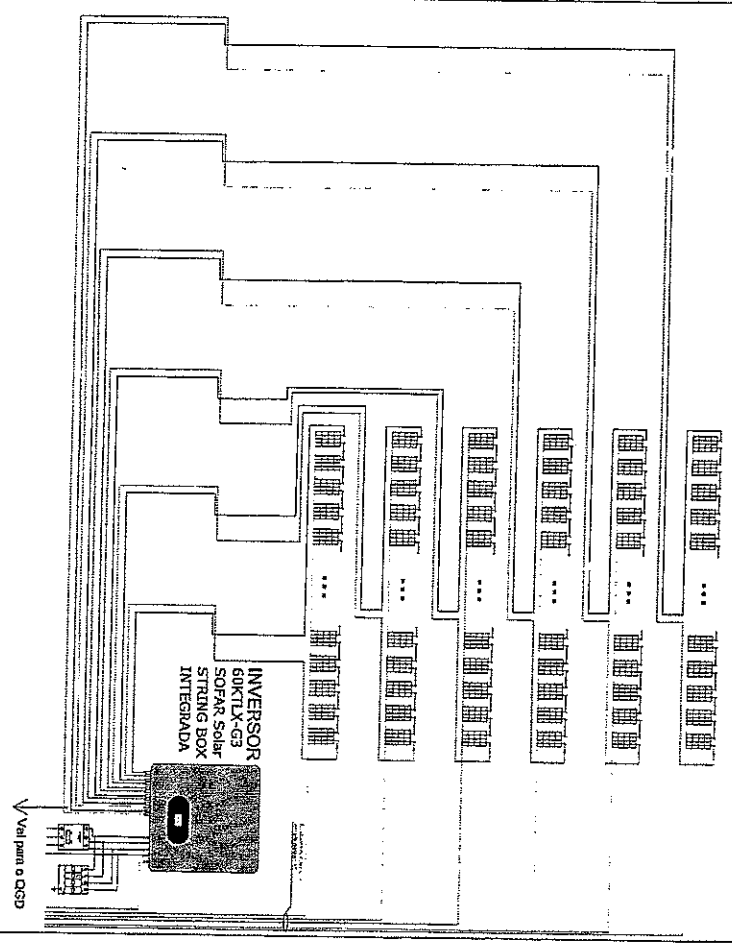 INVERSOR
60KTLX-G3
SOFAR Solar
STRING BOX
INTEGRADA
Vai para o QGD